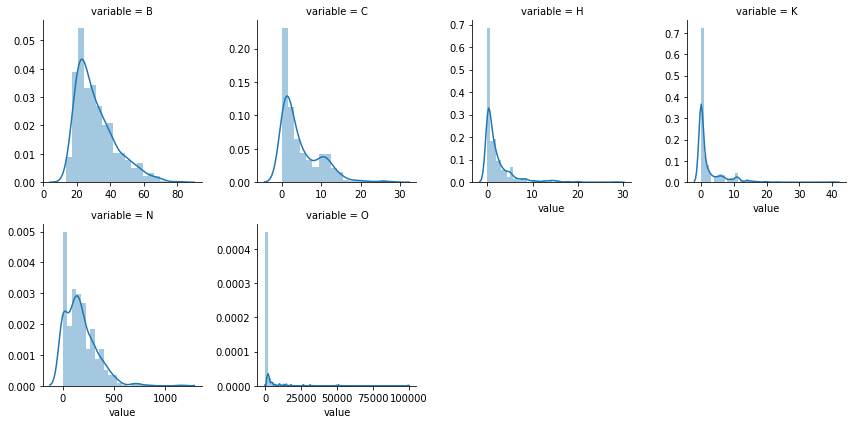 variable = B
variable = C
variable = H
variable = K
0.05
0.04
0.03
0.02
0.01
0.00
0 20 40 60 80
0.20
0.15
0.10
0.05
0.00
0 10 20 30
0.7
0.6
0.5
0.4
0.3
0.2
0.1
0.0
0 10 20 30
value
0.7
0.6
0.5
0.4
0.3
0.2
0.1
0.0
0 10 20 30 40
value
variable = N
variable = O
0.005
0.004
0.003
0.002
0.001
0.000
0 500 1000
value
0.0004
0.0003
0.0002
0.0001
0.0000
0 25000 50000 75000 100000
value